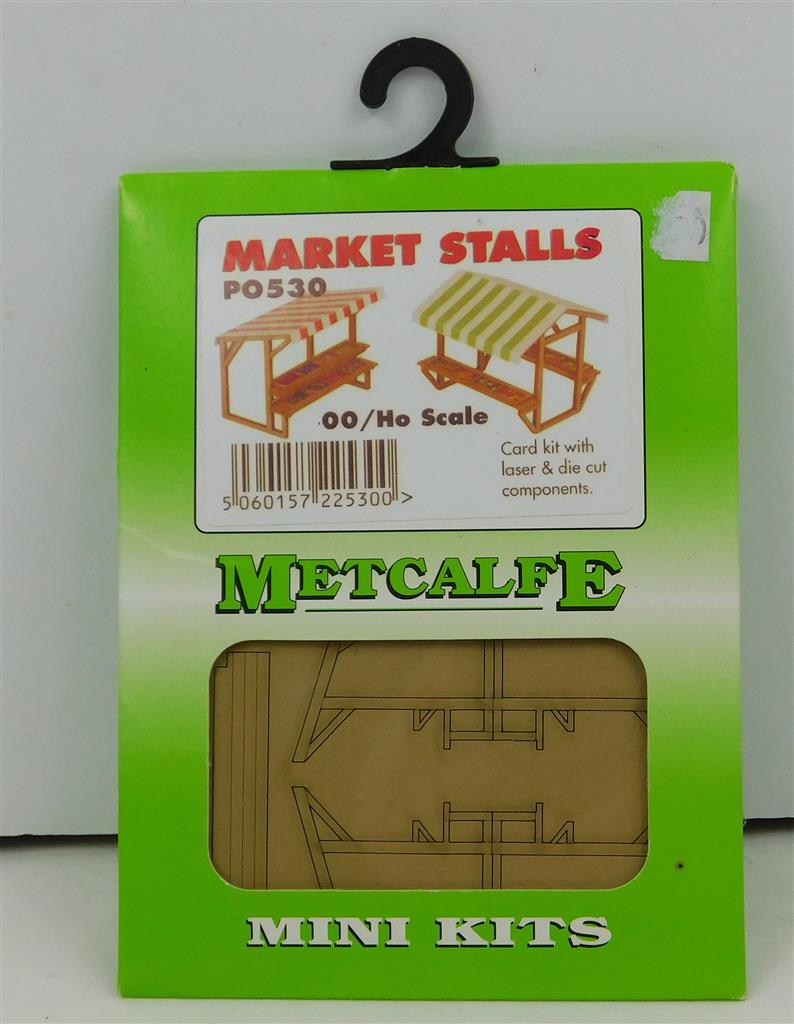 MARKET STALLS
PO530
00/Ho Scale
Card kit with
laser & die cut
components.
5 060157 225300 >
METCALFE
MINI KITS